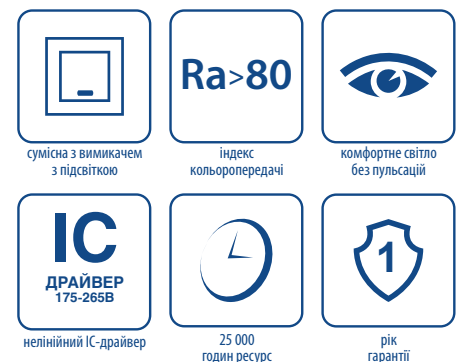 Ra>80
сумісна з вимикачем
з підсвіткою
індекс
кольоропередачі
комфортне світло
без пульсацій
IC
ДРАЙВЕР
175-265В
1
нелінійний IC-драйвер
25 000
годин ресурс
рік
гарантії